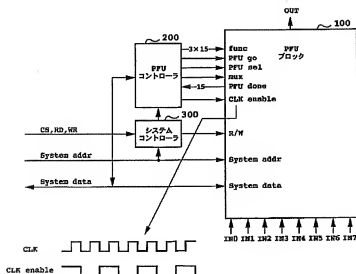 OUT
100
200
PFU
コントローラ
3×15
func
PFU go
PFU sel
mux
15
PFU done
CLK enable
PFU
ブロック
300
CS,RD,WR
システム
コントローラ
R/W
System addr
System addr
System data
System data
IN0 IN1 IN2 IN3 IN4 IN5 IN6 IN7
CLK
CLK enable